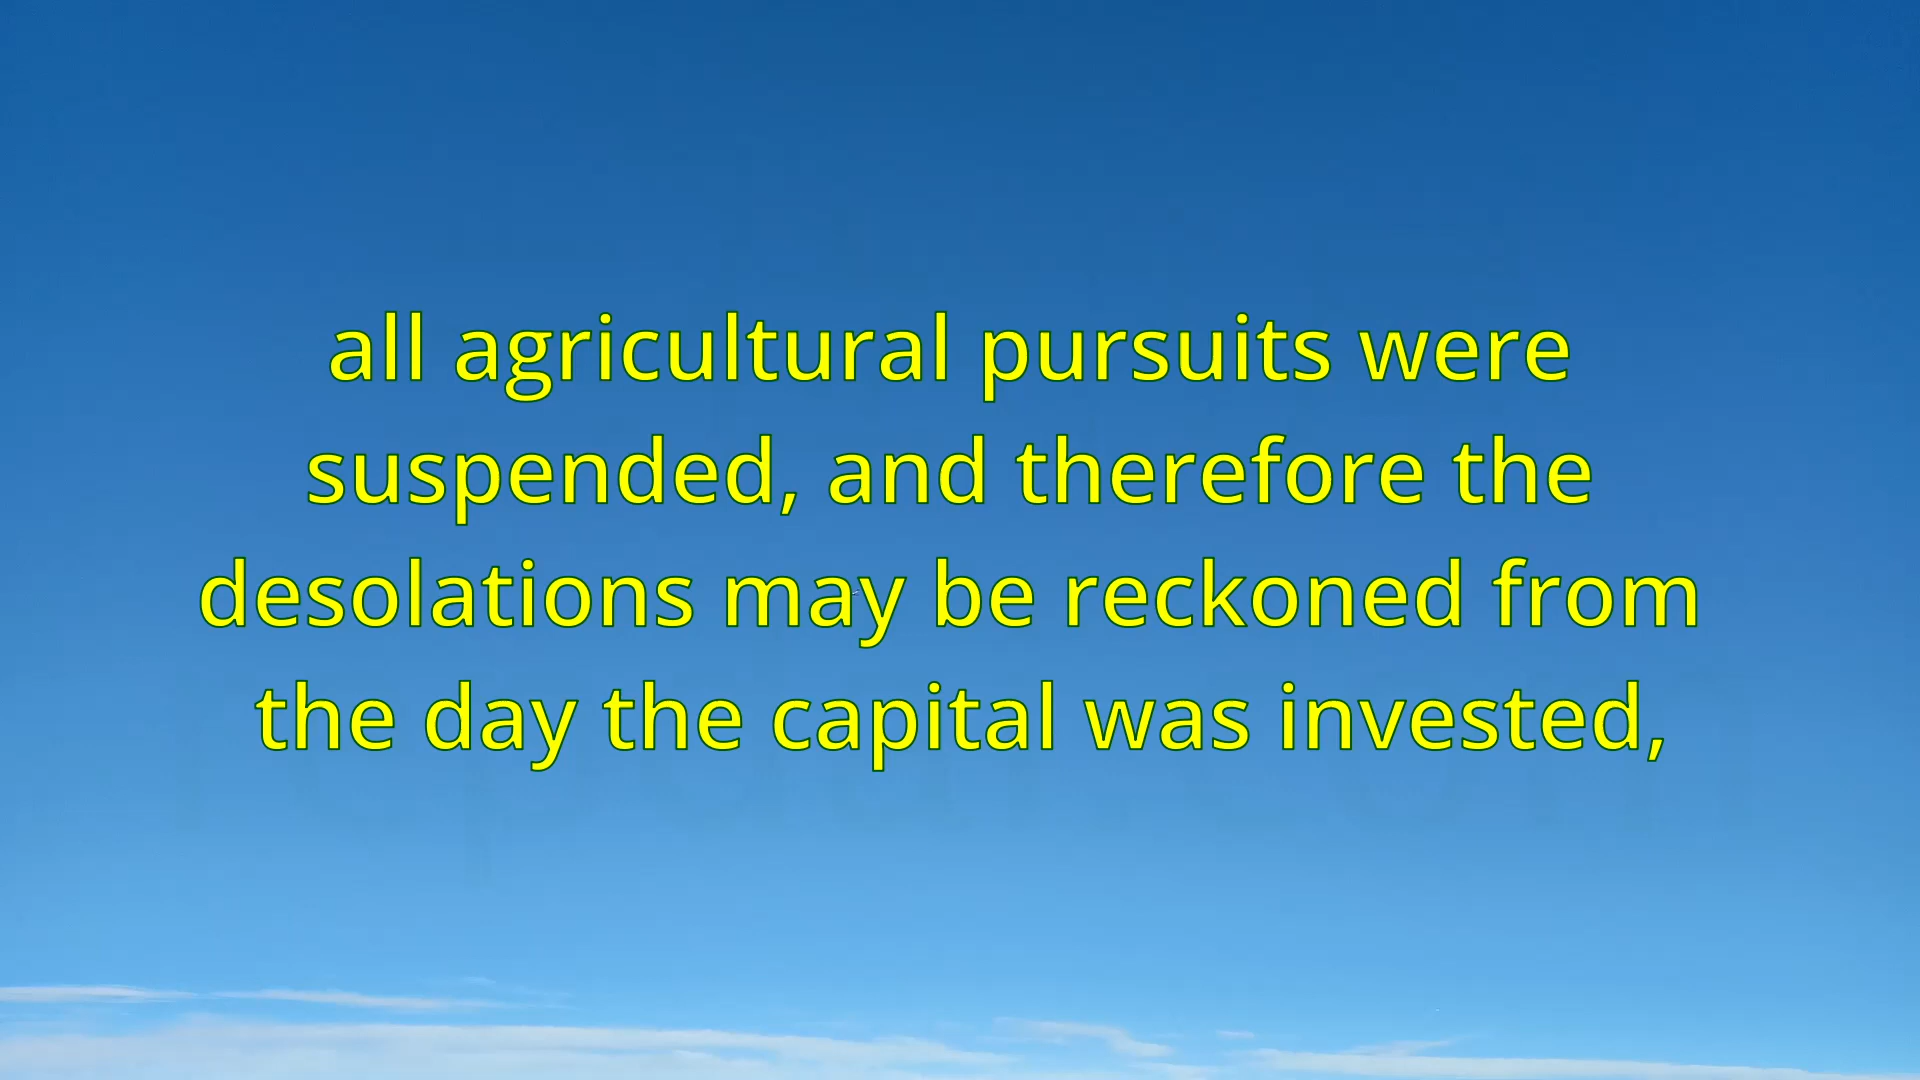 all agricultural pursuits were
suspended, and therefore the
desolations may be reckoned from
the day the capital was invested,